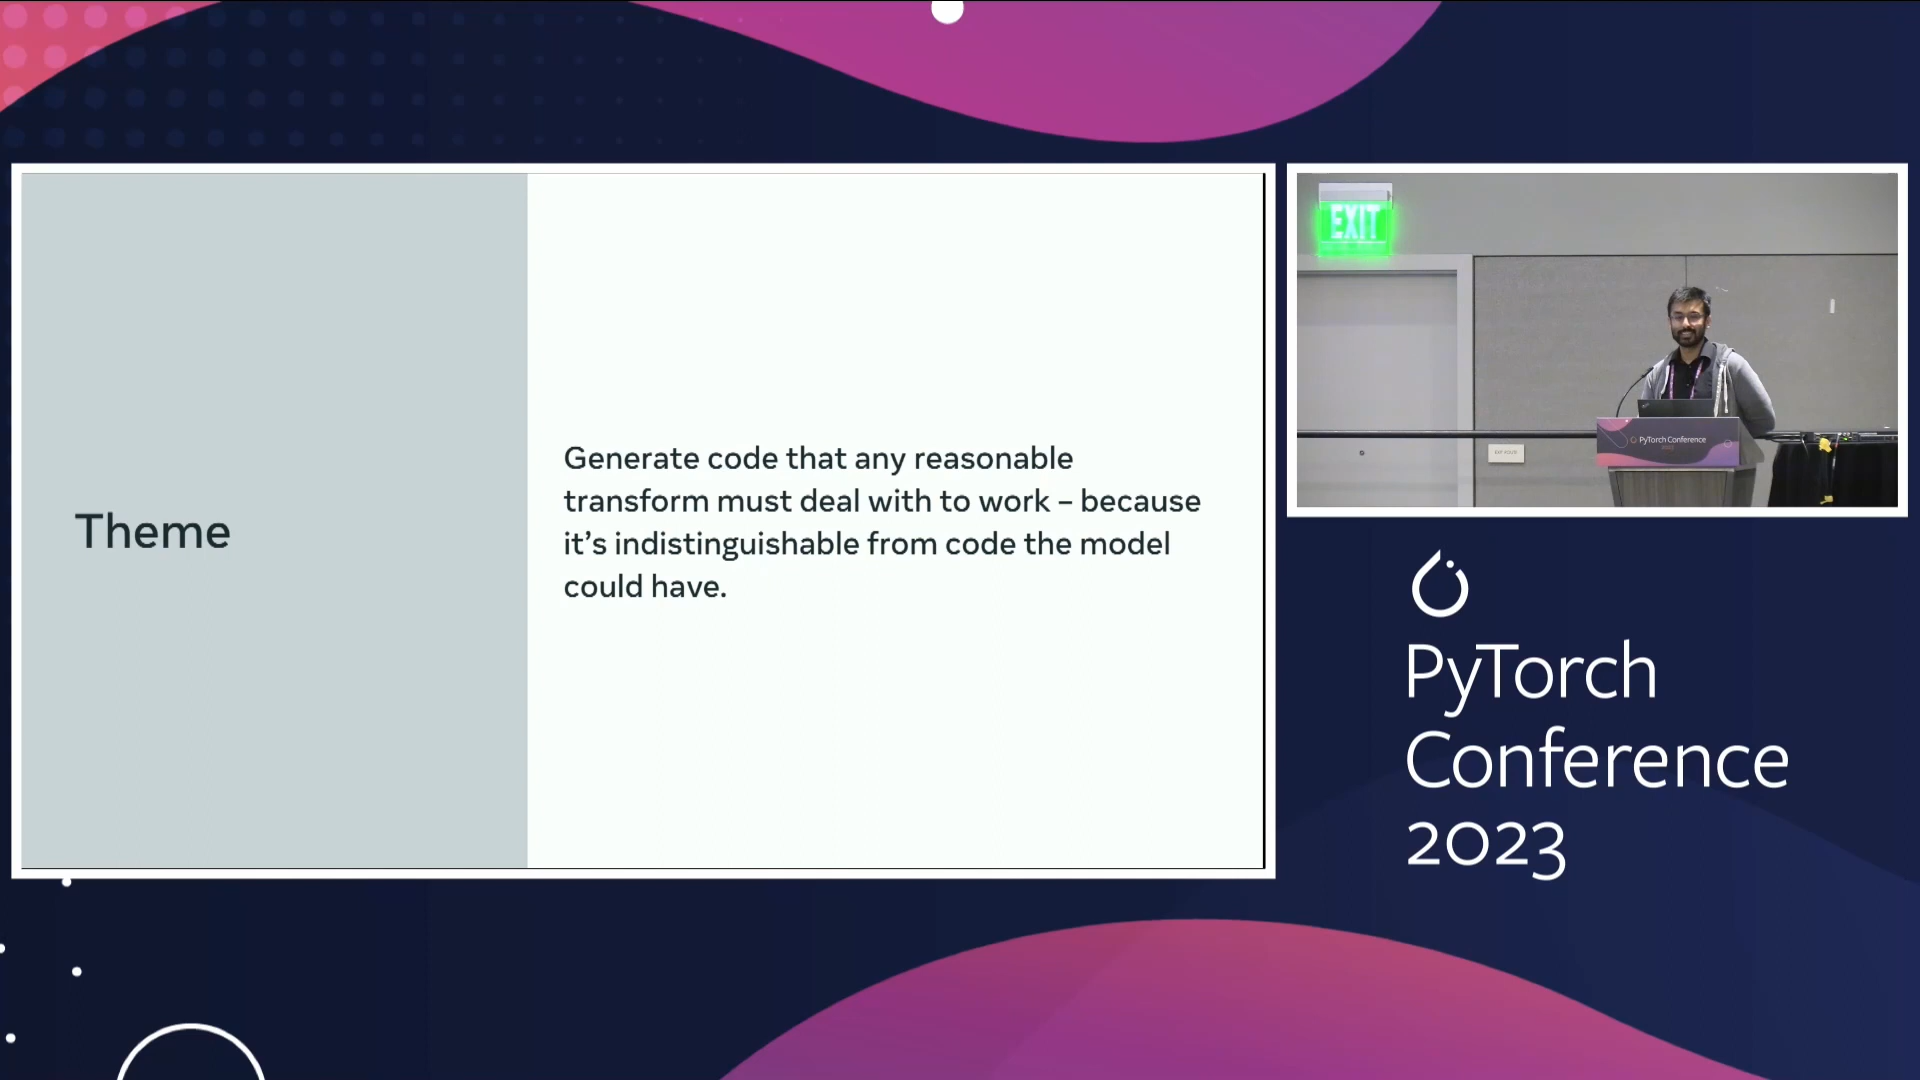 Theme
Generate code that any reasonable
transform must deal with to work – because
it's indistinguishable from code the model
could have.
EXIT
PyTorch Conference
2023
PyTorch
Conference
2023